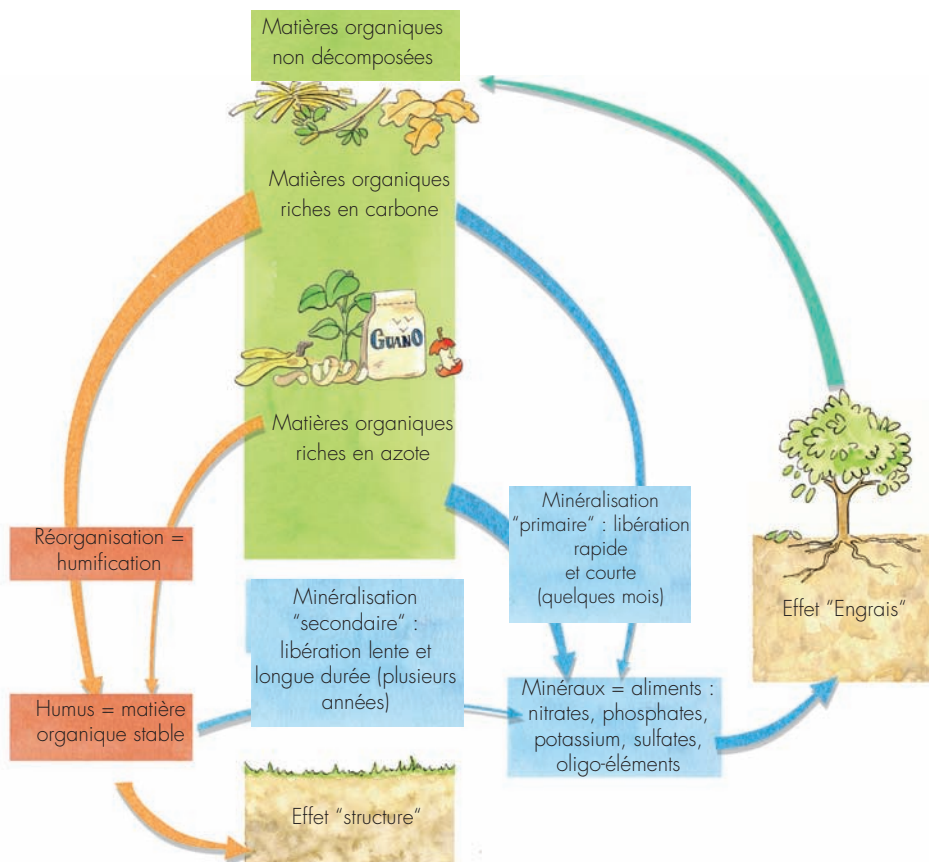 Matières organiques
non décomposées
Matières organiques
riches en carbone
GUANO
Matières organiques
riches en azote
Réorganisation =
humification
Minéralisation
"primaire" : libération
rapide
et courte
(quelques mois)
Minéralisation
"secondaire" :
libération lente et
longue durée (plusieurs
années)
Effet "Engrais"
Humus = matière
organique stable
Minéraux = aliments :
nitrates, phosphates,
potassium, sulfates,
oligo-éléments
Effet "structure"